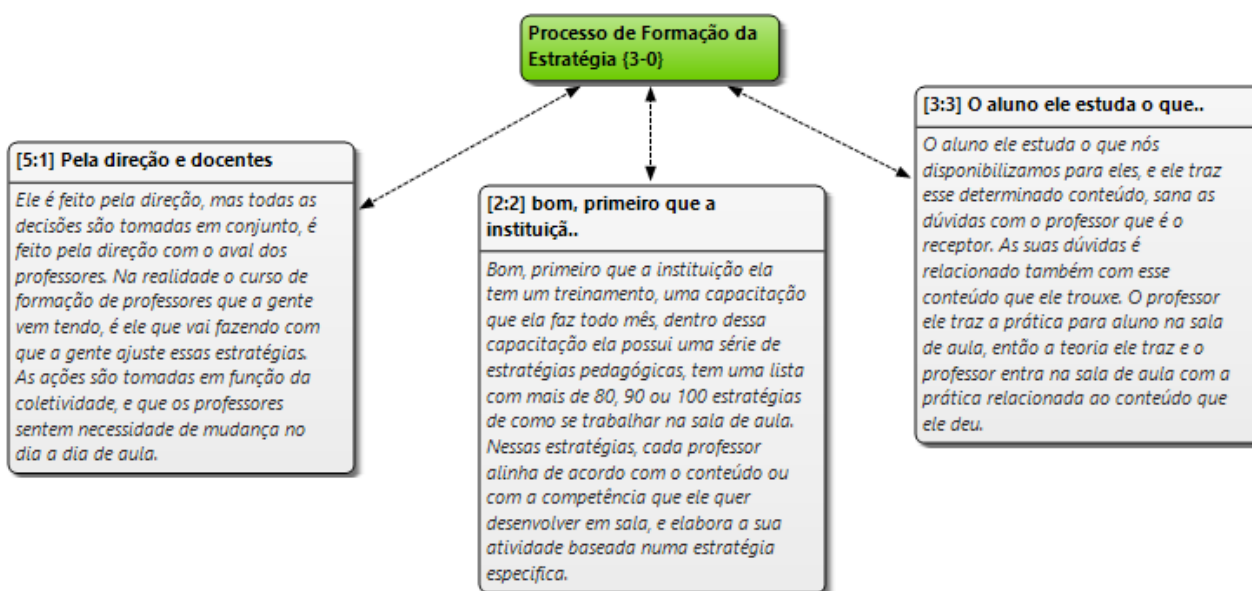 Processo de Formação da
Estratégia {3-0}
[5:1] Pela direção e docentes
Ele é feito pela direção, mas todas as
decisões são tomadas em conjunto, é
feito pela direção com o aval dos
professores. Na realidade o curso de
formação de professores que a gente
vem tendo, é ele que vai fazendo com
que a gente ajuste essas estratégias.
As ações são tomadas em função da
coletividade, e que os professores
sentem necessidade de mudança no
dia a dia de aula.
[2:2] bom, primeiro que a
instituiçã..
Bom, primeiro que a instituição ela
tem um treinamento, uma capacitação
que ela faz todo mês, dentro dessa
capacitação ela possui uma série de
estratégias pedagógicas, tem uma lista
com mais de 80, 90 ou 100 estratégias
de como se trabalhar na sala de aula.
Nessas estratégias, cada professor
alinha de acordo com o conteúdo ou
com a competência que ele quer
desenvolver em sala, e elabora a sua
atividade baseada numa estratégia
especifica.
[3:3] O aluno ele estuda o que..
O aluno ele estuda o que nós
disponibilizamos para eles, e ele traz
esse determinado conteúdo, sana as
dúvidas com o professor que é o
receptor. As suas dúvidas é
relacionado também com esse
conteúdo que ele trouxe. O professor
ele traz a prática para aluno na sala
de aula, então a teoria ele traz e o
professor entra na sala de aula com a
prática relacionada ao conteúdo que
ele deu.